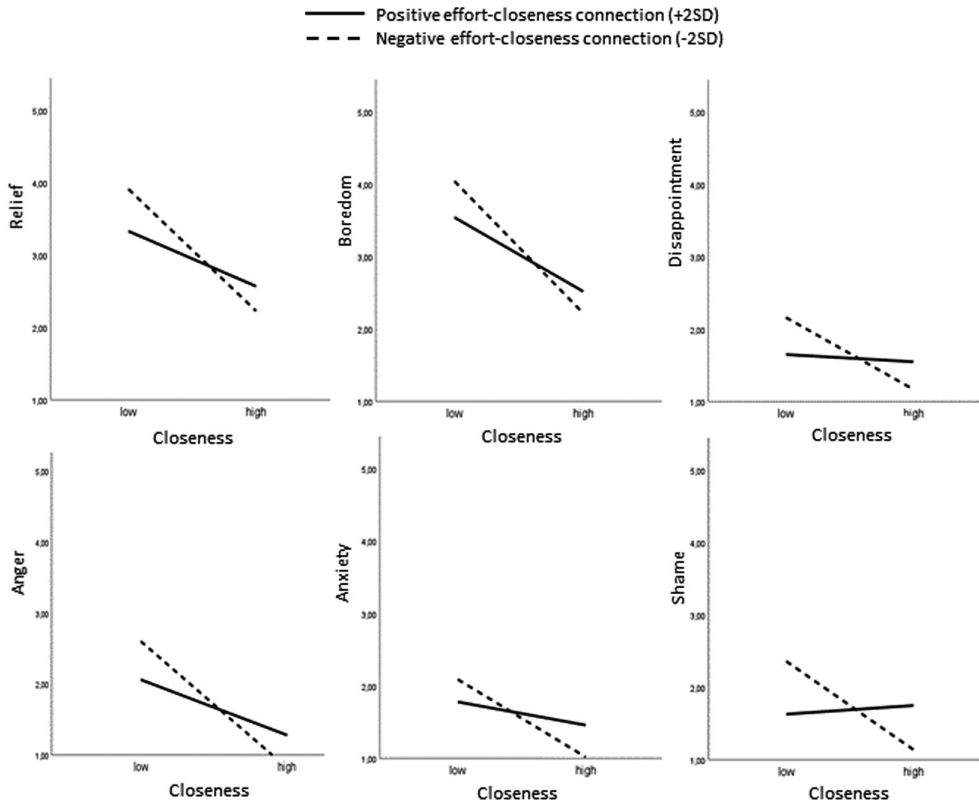 Positive effort-closeness connection (+2SD)
Negative effort-closeness connection (-2SD)
Relief
5,00
4,00
3,00
2,00
1,00
low high
Closeness
Boredom
5,00
4,00
3,00
2,00
1,00
low high
Closeness
Disappointment
5,00
4,00
3,00
2,00
1,00
low high
Closeness
Anger
5,00
4,00
3,00
2,00
1,00
low high
Closeness
Anxiety
5,00
4,00
3,00
2,00
1,00
low high
Closeness
Shame
5,00
4,00
3,00
2,00
1,00
low high
Closeness